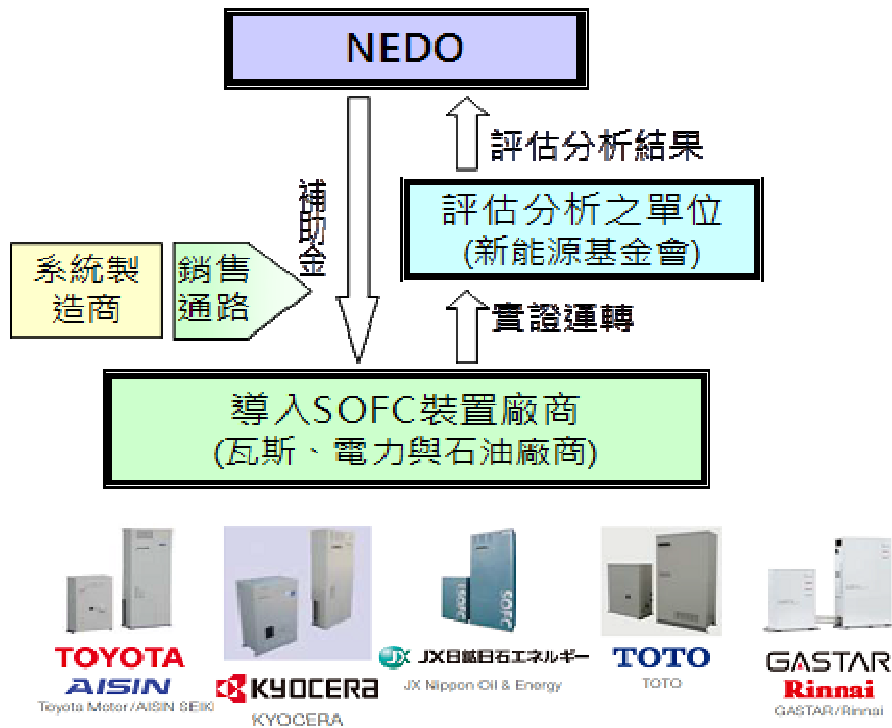 NEDO
補助金
評估分析結果
評估分析之單位
(新能源基金會)
系統製
造商
銷售
通路
實證運轉
導入SOFC裝置廠商
(瓦斯、電力與石油廠商)
SOFC
TOYOTA
AISIN
Toyota Motor/AISIN SEIKI
KYOCERA
KYOCERA
JX JX日鉱日石エネルギー
JX Nippon Oil & Energy
TOTO
TOTO
GASTAR
Rinnai
GASTAR/Rinnai